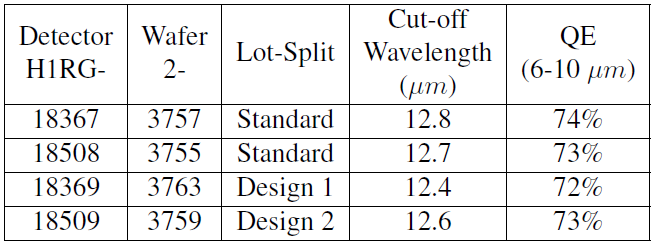 Detector H1RG- Wafer 2- Lot-Split Cut-off Wavelength (μm) QE (6-10 μm)
18367 3757 Standard 12.8 74%
18508 3755 Standard 12.7 73%
18369 3763 Design 1 12.4 72%
18509 3759 Design 2 12.6 73%